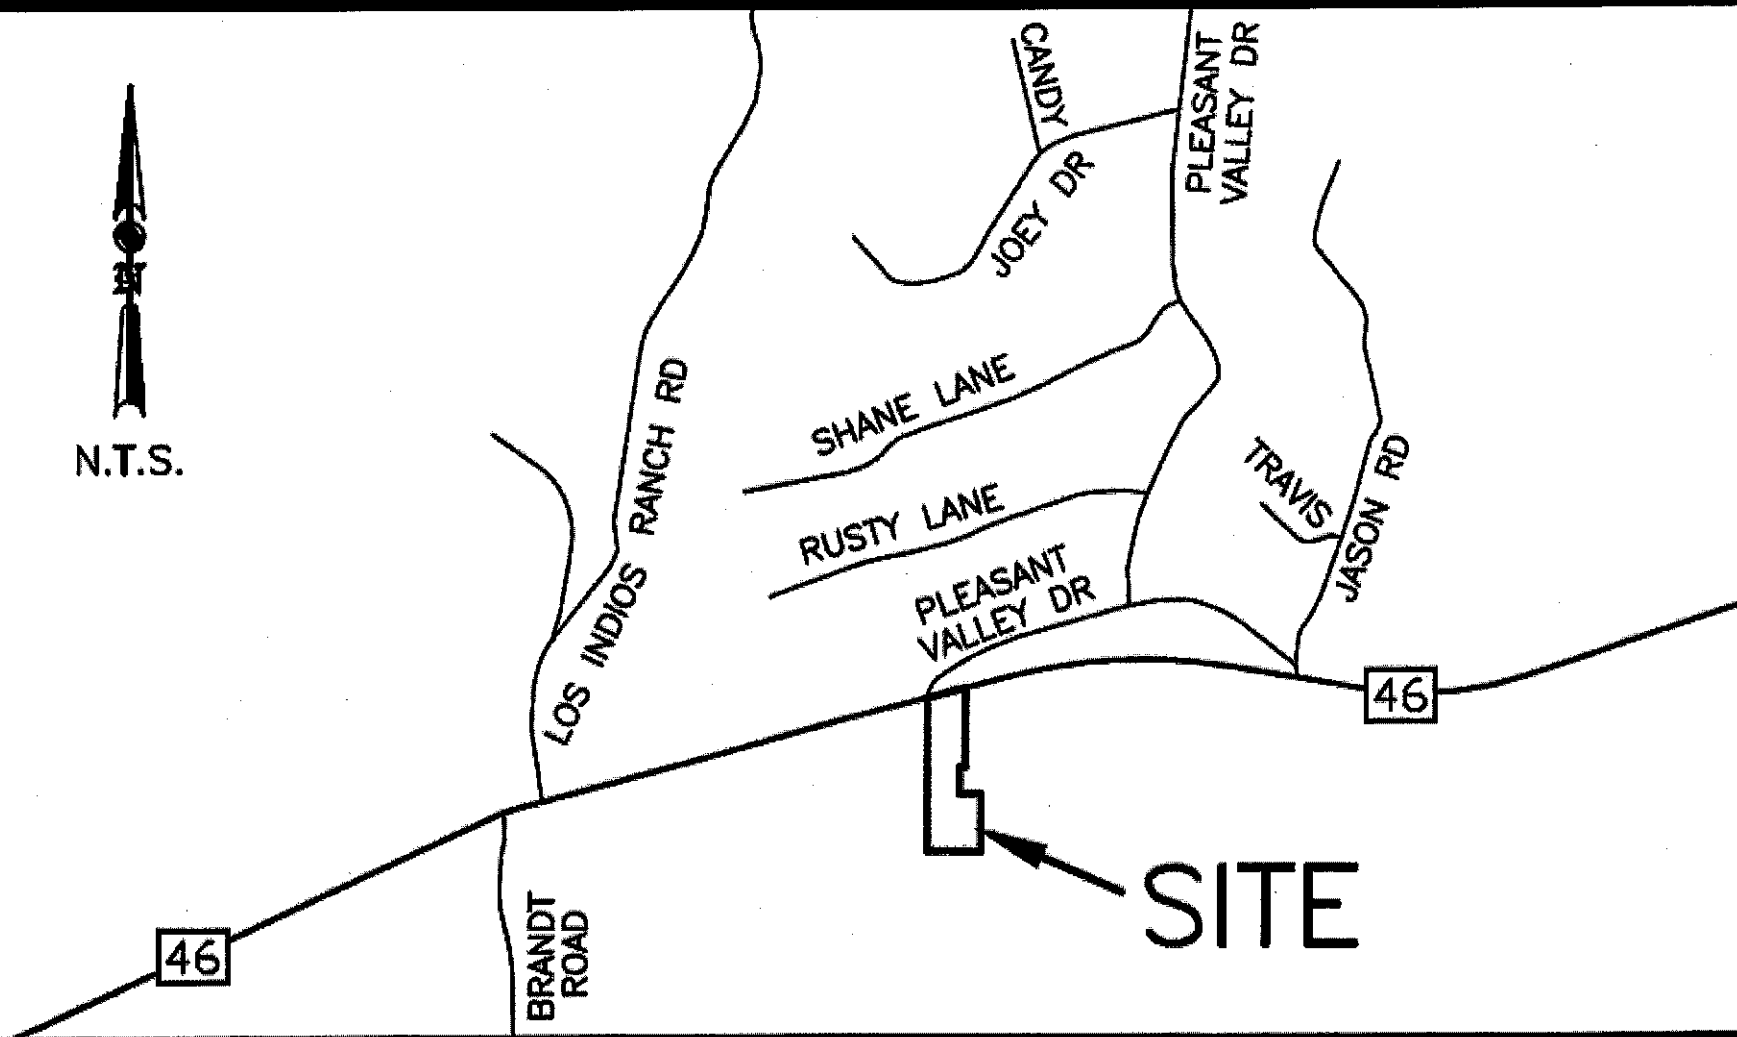 CANDY
PLEASANT
VALLEY DR
JOEY DR
N
N.T.S.
SHANE LANE
LOS INDIOS RANCH RD
RUSTY LANE
TRAVIS
JASON RD
PLEASANT
VALLEY DR
46
SITE
46
BRANDT
ROAD